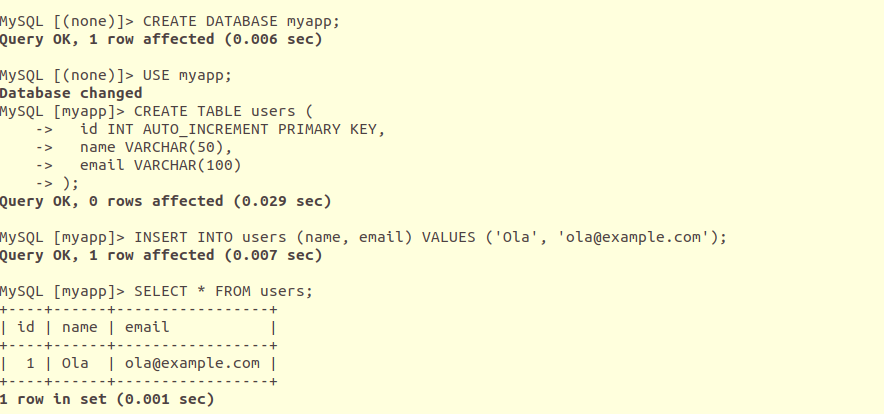 MySQL [(none)]> CREATE DATABASE myapp;
Query OK, 1 row affected (0.006 sec)
MySQL [(none)]> USE myapp;
Database changed
MySQL [myapp]> CREATE TABLE users (
    ->   id INT AUTO_INCREMENT PRIMARY KEY,
    ->   name VARCHAR(50),
    ->   email VARCHAR(100)
    -> );
Query OK, 0 rows affected (0.029 sec)
MySQL [myapp]> INSERT INTO users (name, email) VALUES ('Ola', 'ola@example.com');
Query OK, 1 row affected (0.007 sec)
MySQL [myapp]> SELECT * FROM users;
+----+------+-----------------+
| id | name | email           |
+----+------+-----------------+
|  1 | Ola  | ola@example.com |
+----+------+-----------------+
1 row in set (0.001 sec)